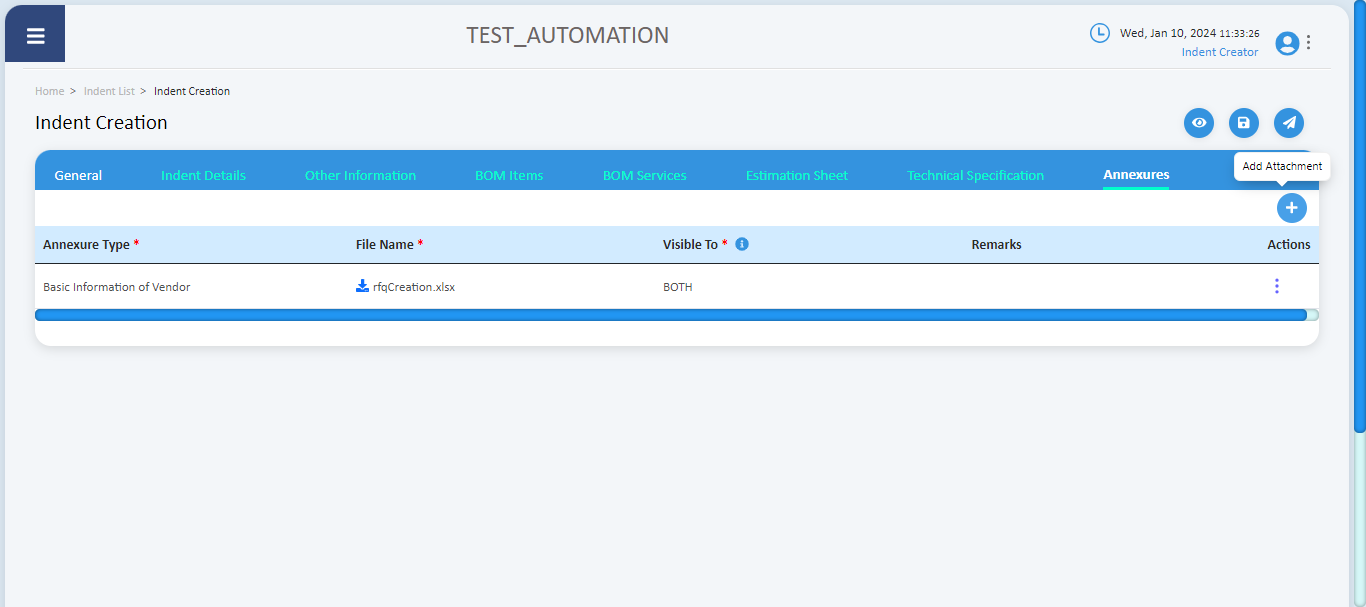 TEST_AUTOMATION
Wed, Jan 10, 2024 11:33:26
Indent Creator
Home > Indent List > Indent Creation
Indent Creation
General Indent Details Other Information BOM Items BOM Services Estimation Sheet Technical Specification Annexures
Add Attachment
Annexure Type * File Name * Visible To * Remarks Actions
Basic Information of Vendor rfqCreation.xlsx BOTH